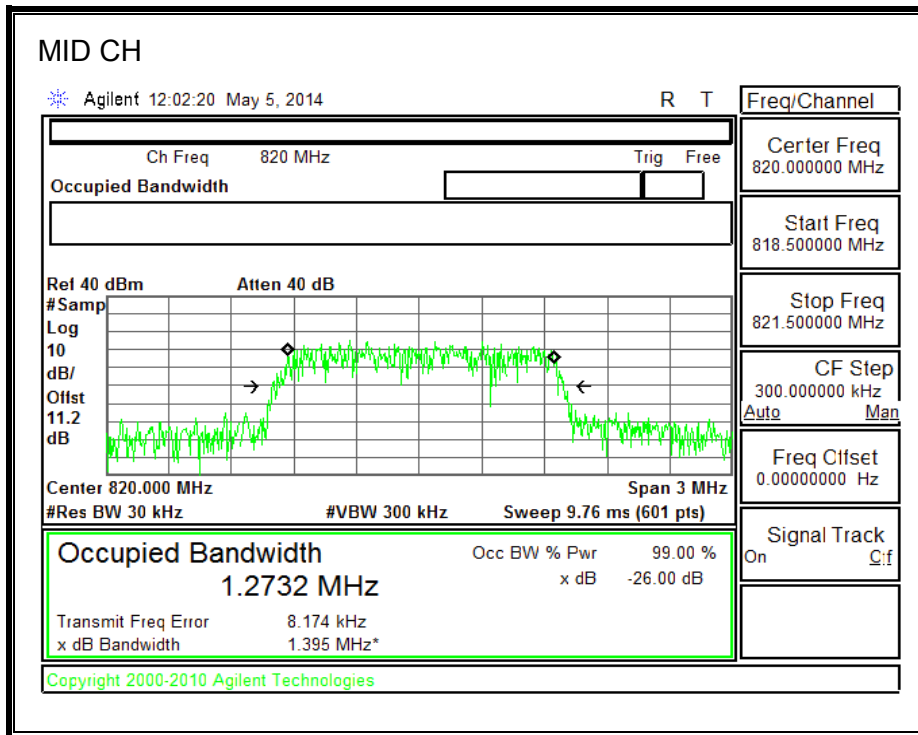 MID CH
Agilent 12:02:20 May 5, 2014 R T
Freq/Channel
Ch Freq 820 MHz Trig Free
Occupied Bandwidth
Center Freq
820.000000 MHz
Start Freq
818.500000 MHz
Stop Freq
821.500000 MHz
CF Step
300.000000 kHz
Auto Man
Freq Offset
0.00000000 Hz
Signal Track
On Off
Ref 40 dBm Atten 40 dB
#Samp
Log
10
dB/
Offst
11.2
dB
Center 820.000 MHz Span 3 MHz
#Res BW 30 kHz #VBW 300 kHz Sweep 9.76 ms (601 pts)
Occupied Bandwidth
1.2732 MHz
Occ BW % Pwr 99.00 %
x dB -26.00 dB
Transmit Freq Error 8.174 kHz
x dB Bandwidth 1.395 MHz*
Copyright 2000-2010 Agilent Technologies